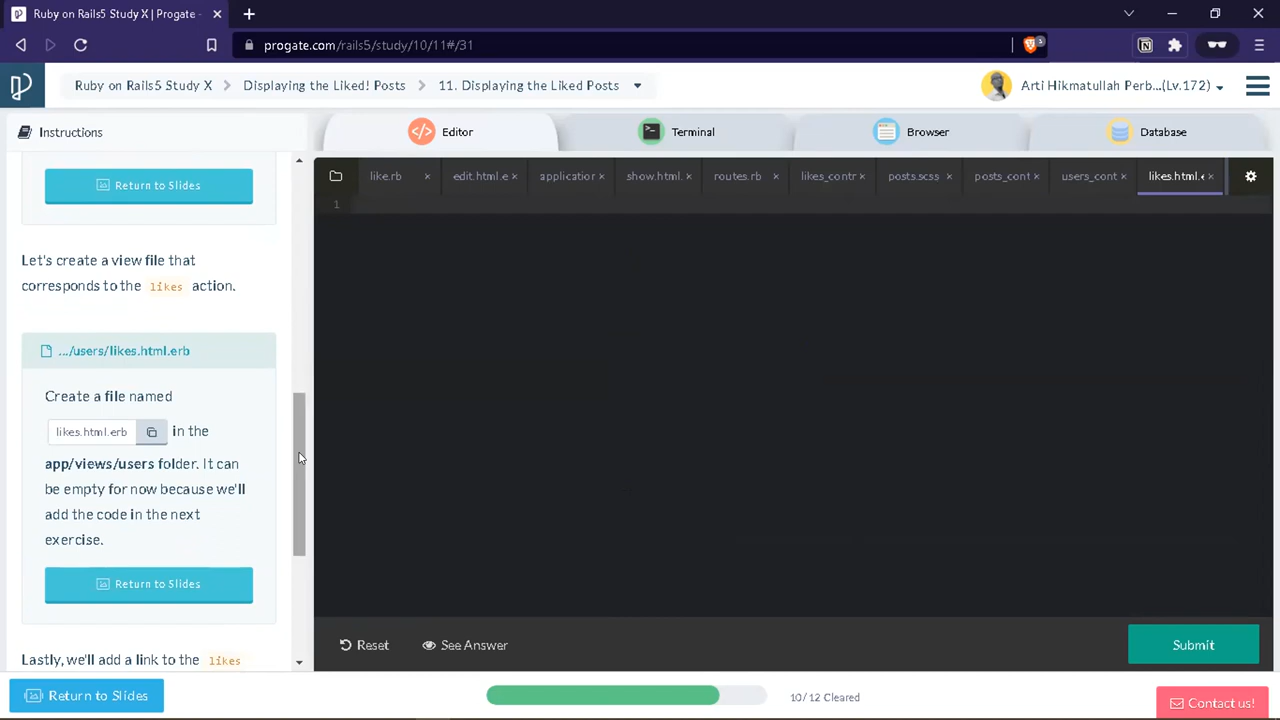 Ruby on Rails5 Study X | Progate -
progate.com/rails5/study/10/11#/31
Ruby on Rails5 Study X
Displaying the Liked! Posts
11. Displaying the Liked Posts
Arti Hikmatullah Perb...(Lv.172)
Instructions
Editor
Terminal
Browser
Database
Return to Slides
Let's create a view file that
corresponds to the likes action.
.../users/likes.html.erb
Create a file named
likes.html.erb in the
app/views/users folder. It can
be empty for now because we'll
add the code in the next
exercise.
Return to Slides
Lastly, we'll add a link to the likes
like.rb
edit.html.e
application
show.html.
routes.rb
likes_contr
posts.scss
posts_cont
users_cont
likes.html.e
1
Reset
See Answer
Submit
Return to Slides
10/12 Cleared
Contact us!